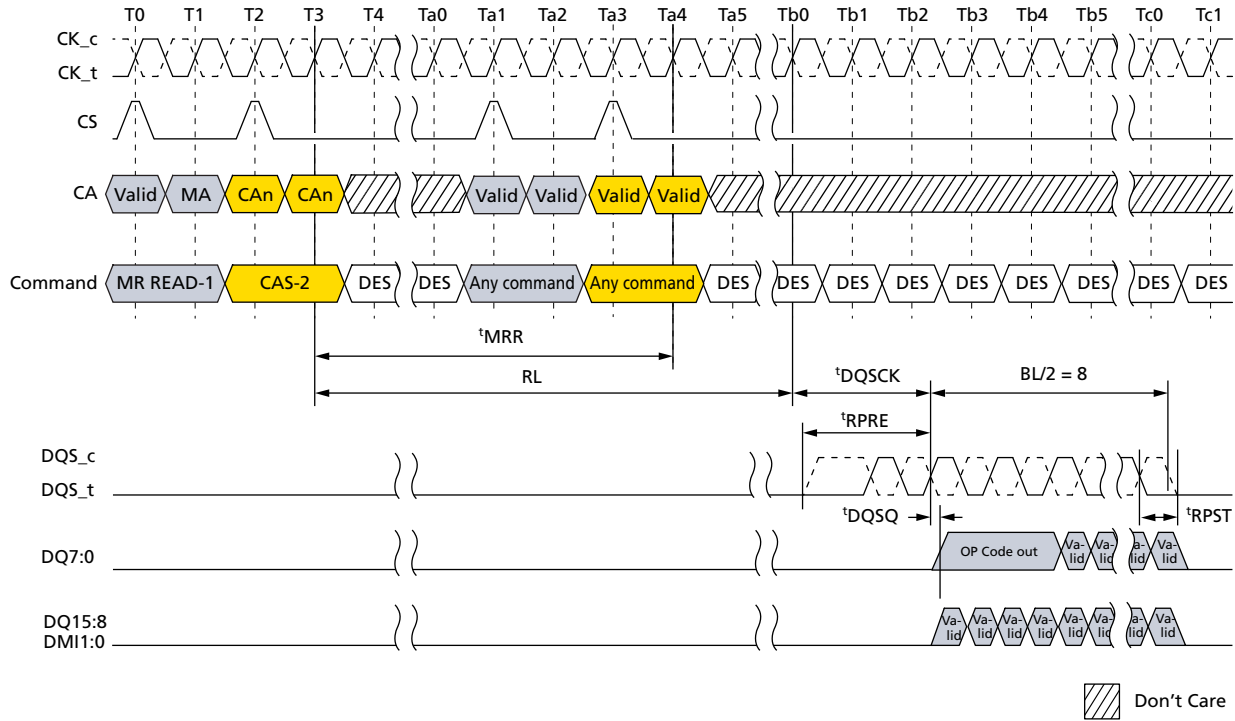 T0 T1 T2 T3 T4 Ta0 Ta1 Ta2 Ta3 Ta4 Ta5 Tb0 Tb1 Tb2 Tb3 Tb4 Tb5 Tc0 Tc1
CK_c
CK_t
CS
CA Valid MA CAn CAn Valid Valid Valid Valid
Command MR READ-1 CAS-2 DES DES Any command Any command DES DES DES DES DES DES DES DES DES
tMRR
RL tDQSCK BL/2 = 8
tRPRE
DQS_c
DQS_t
tDQSQ tRPST
DQ7:0 OP Code out Va-lid Va-lid Va-lid Va-lid
DQ15:8
DMI1:0 Va-lid Va-lid Va-lid Va-lid Va-lid Va-lid Va-lid Va-lid
Don't Care